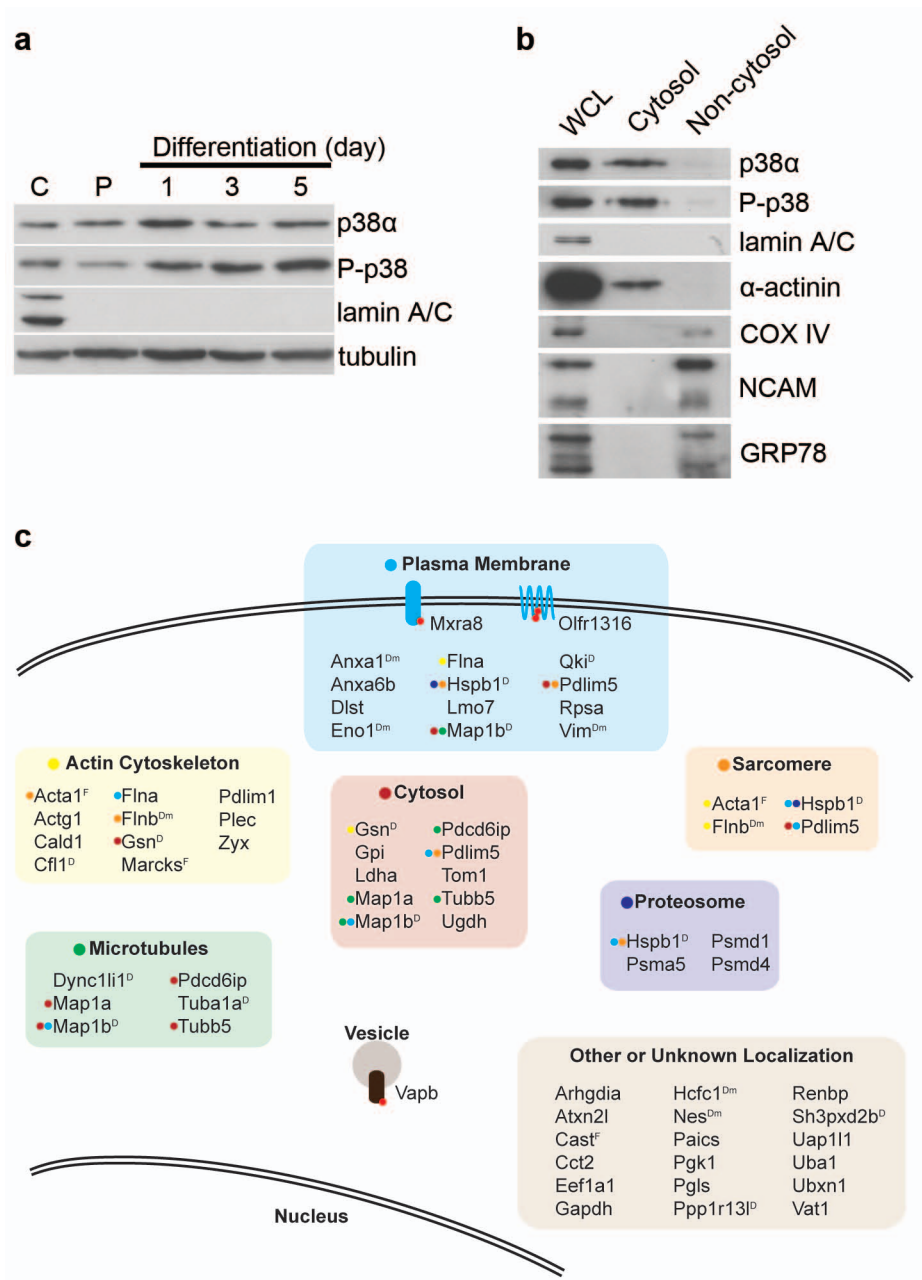 a
Differentiation (day)
C P 1 3 5
p38α
P-p38
lamin A/C
tubulin
b
WCL Cytosol Non-cytosol
p38α
P-p38
lamin A/C
α-actinin
COX IV
NCAM
GRP78
c
Plasma Membrane
Mxra8 Olfr1316
Anxa1Dm Flna QkiD
Anxa6b Hspb1D Pdlim5
Dlst Lmo7 Rpsa
Eno1Dm Map1bD VimDm
Actin Cytoskeleton
Acta1F Flna Pdlim1
Actg1 FlnbDm Plec
Cald1 GsnD Zyx
Cfl1D MarcksF
Cytosol
GsnD Pdcd6ip
Gpi Pdlim5
Ldha Tom1
Map1a Tubb5
Map1bD Ugdh
Sarcomere
Acta1F Hspb1D
FlnbDm Pdlim5
Proteosome
Hspb1D Psmd1
Psma5 Psmd4
Microtubules
Dync1li1D Pdcd6ip
Map1a Tuba1aD
Map1bD Tubb5
Vesicle
Vapb
Other or Unknown Localization
Arhgdia Hcfc1Dm Renbp
Atxn2l NesDm Sh3pxd2bD
CastF Paics Uap1l1
Cct2 Pgk1 Uba1
Eef1a1 Pgls Ubxn1
Gapdh Ppp1r13lD Vat1
Nucleus